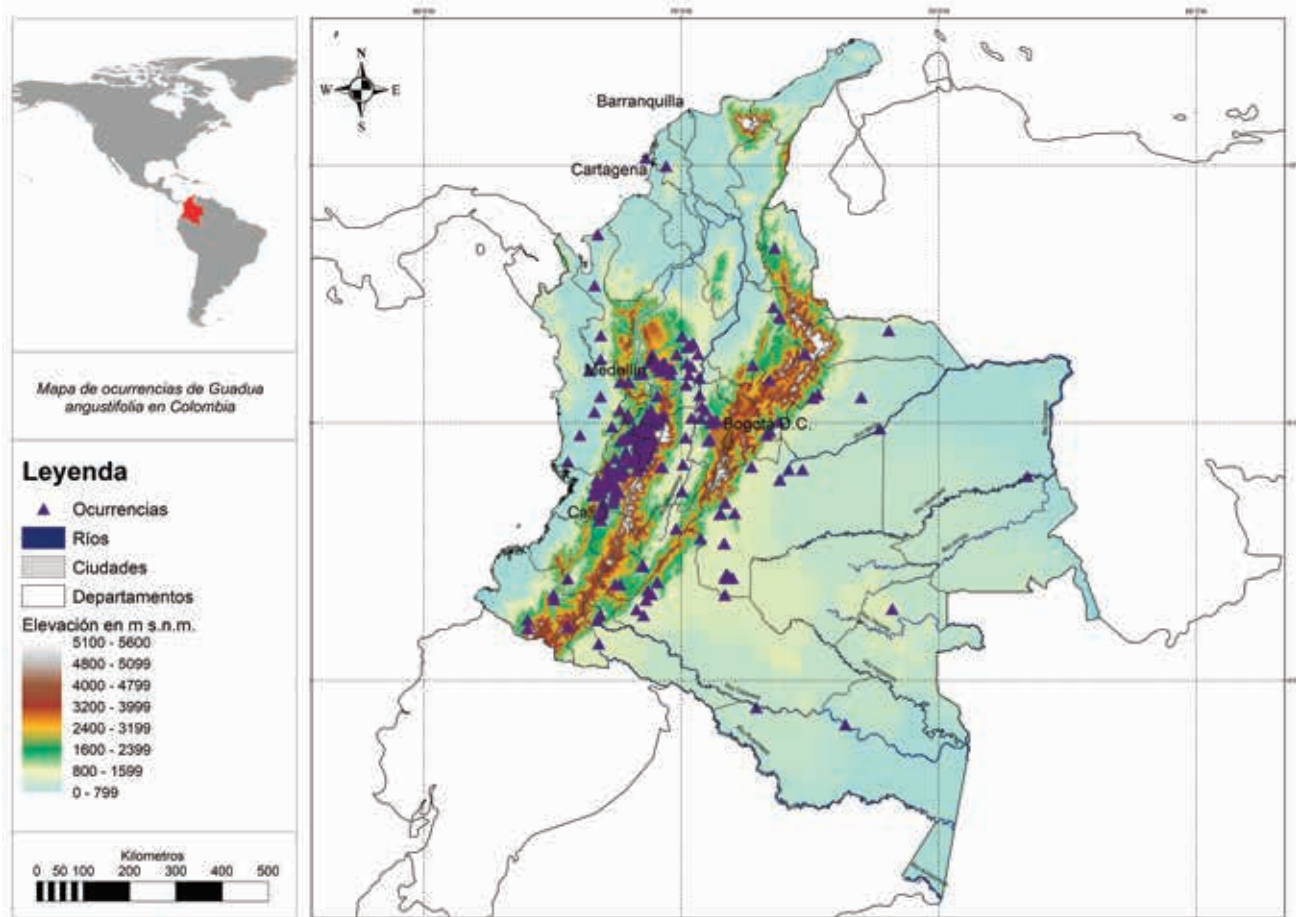 Mapa de ocurrencias de Guadua
angustifolia en Colombia
Leyenda
Ocurrencias
Ríos
Ciudades
Departamentos
Elevación en m s.n.m.
5100 - 5600
4800 - 5099
4000 - 4799
3200 - 3999
2400 - 3199
1600 - 2399
800 - 1599
0 - 799
Kilometros
0 50 100 200 300 400 500
N
W E
S
Barranquilla
Cartagena
Medellín
Bogotá D.C.